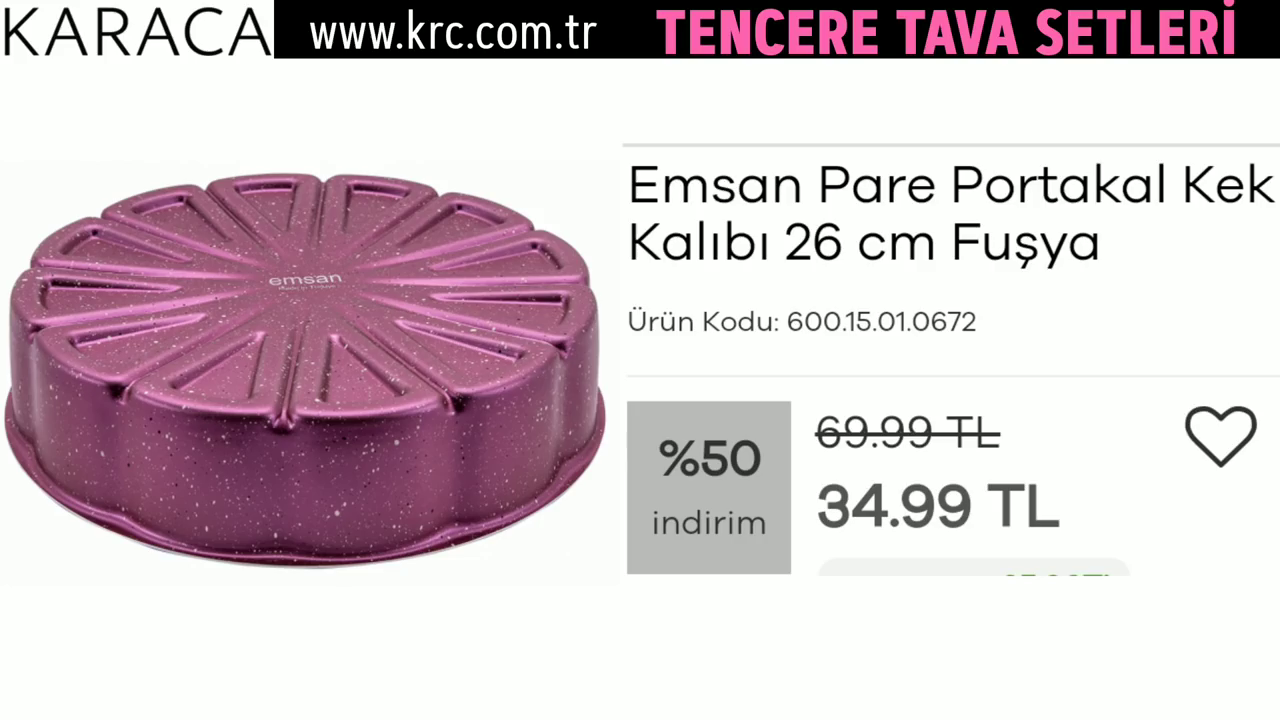 KARACA
www.krc.com.tr
TENCERE TAVA SETLERİ
Emsan Pare Portakal Kek
Kalıbı 26 cm Fuşya
Ürün Kodu: 600.15.01.0672
%50
indirim
69.99 TL
34.99 TL
emsan